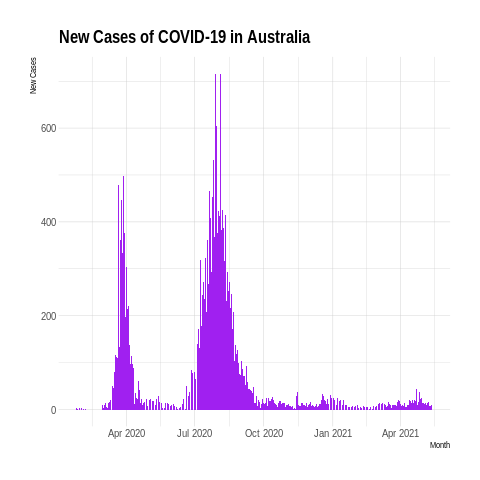 New Cases of COVID-19 in Australia
New Cases
600
400
200
0
Apr 2020 Jul 2020 Oct 2020 Jan 2021 Apr 2021
Month